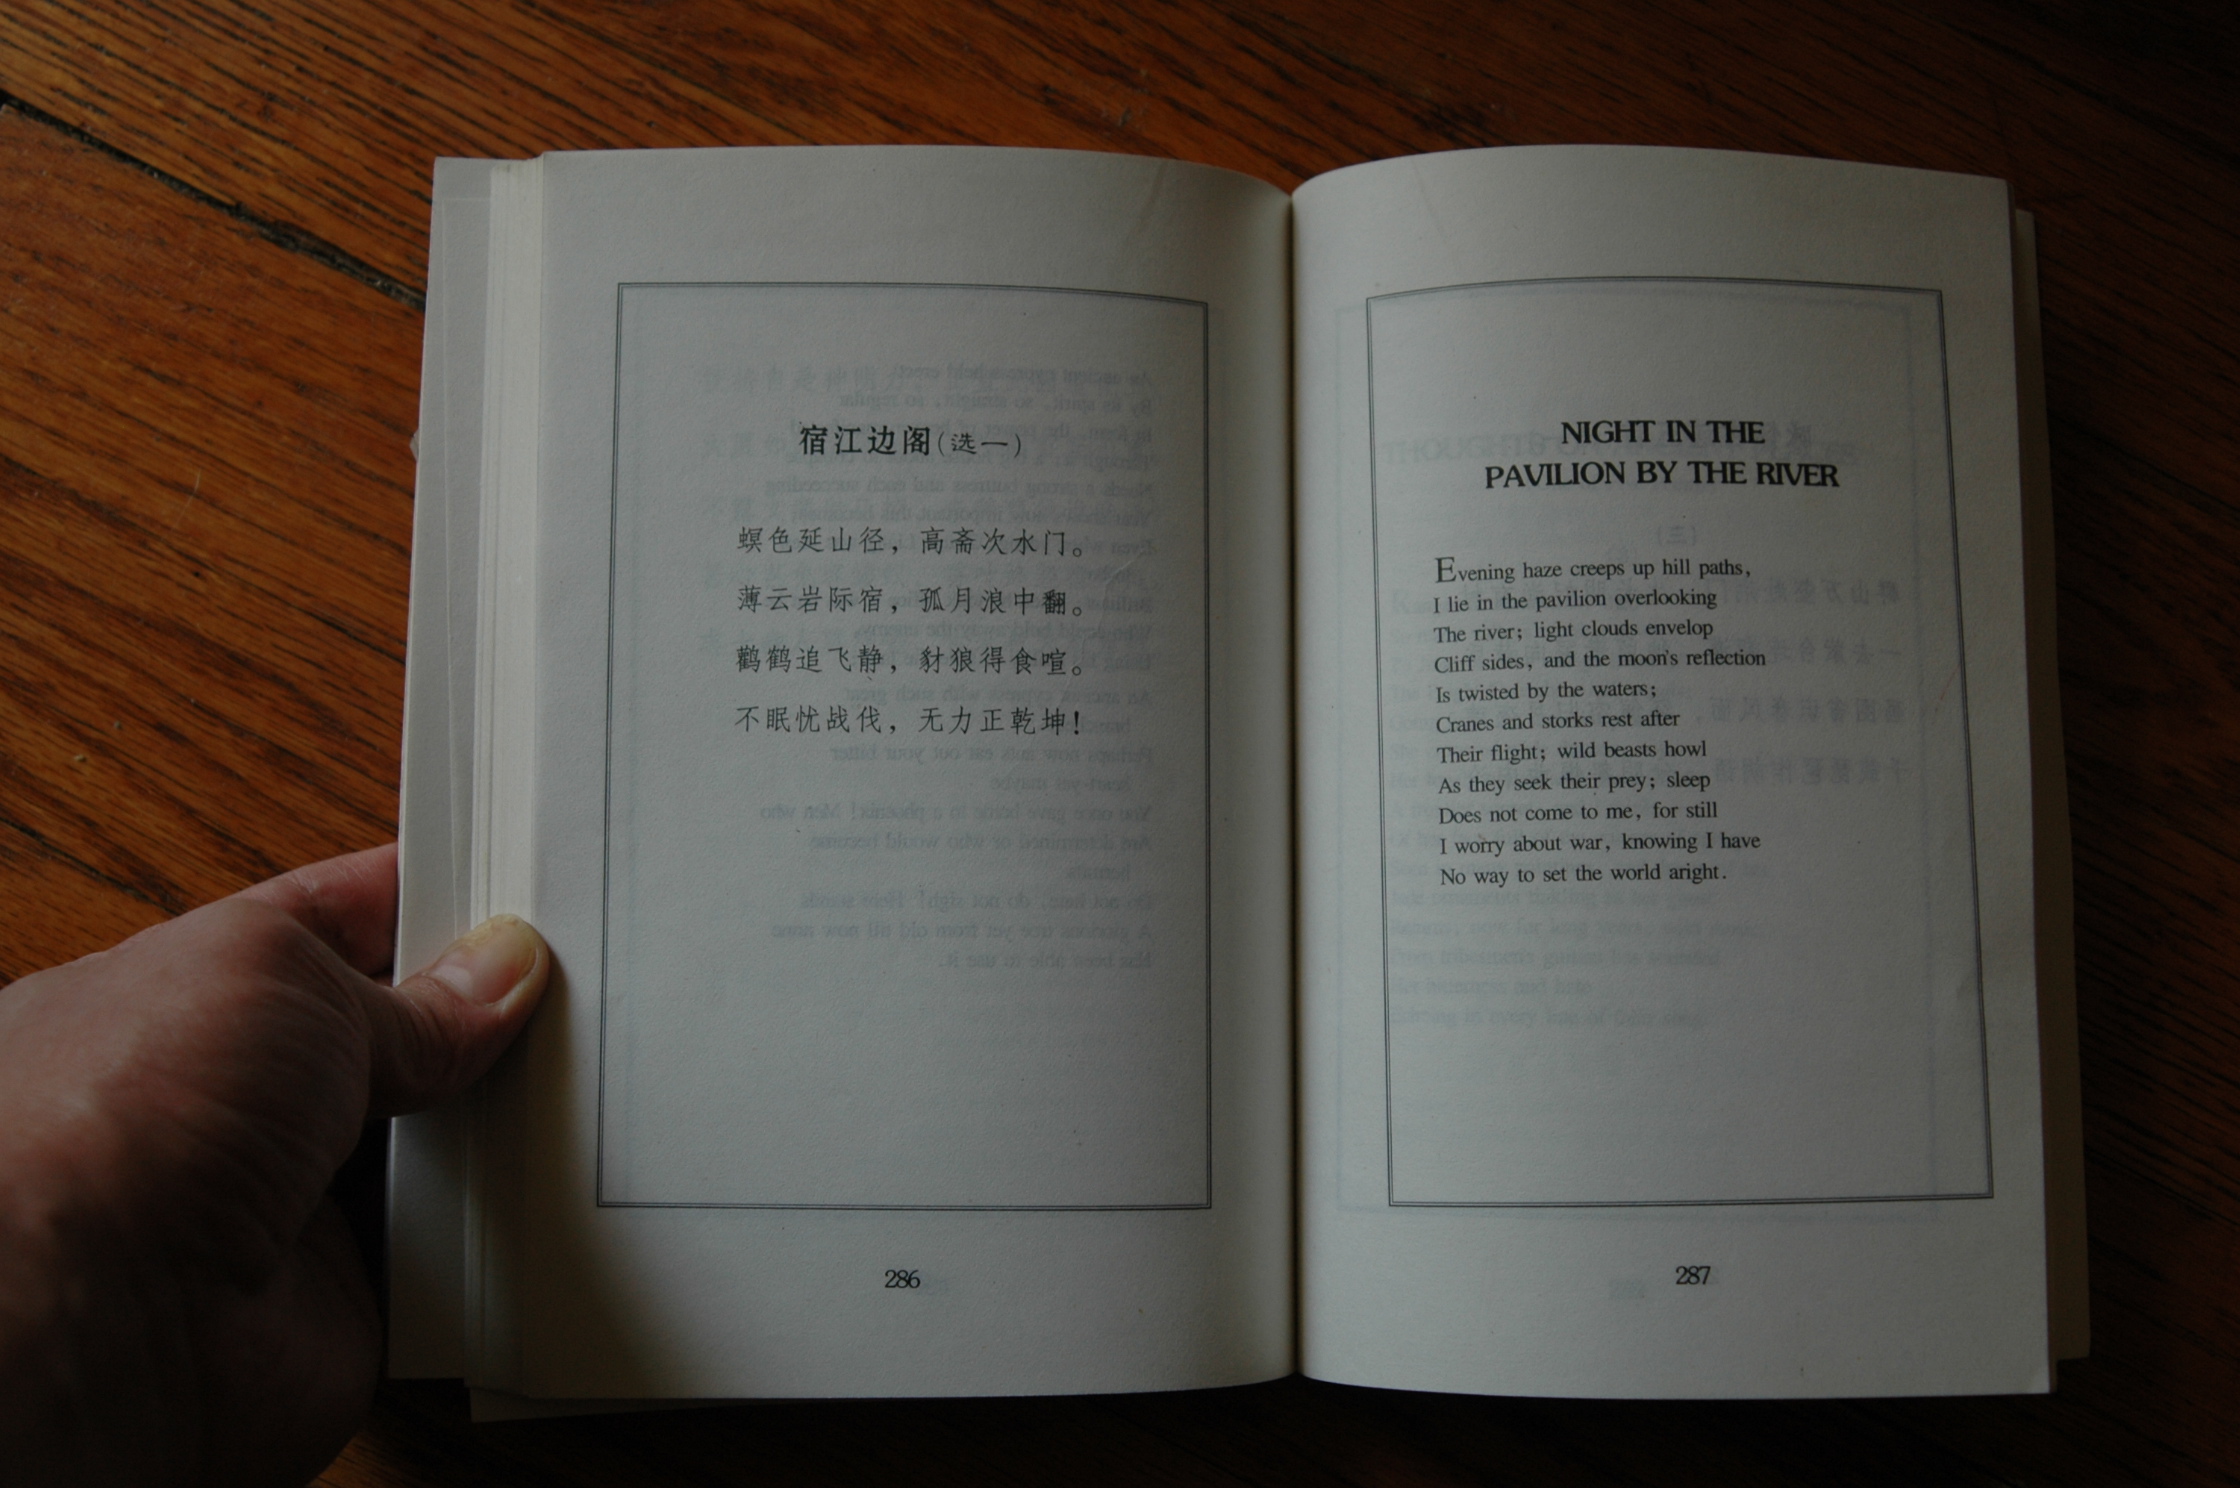 宿江边阁(选一)
螟色延山径，高斋次水门。
薄云岩际宿，孤月浪中翻。
鹳鹤追飞静，豺狼得食喧。
不眠忧战伐，无力正乾坤!
286
NIGHT IN THE
PAVILION BY THE RIVER
Evening haze creeps up hill paths,
I lie in the pavilion overlooking
The river; light clouds envelop
Cliff sides, and the moon's reflection
Is twisted by the waters;
Cranes and storks rest after
Their flight; wild beasts howl
As they seek their prey; sleep
Does not come to me, for still
I worry about war, knowing I have
No way to set the world aright.
287